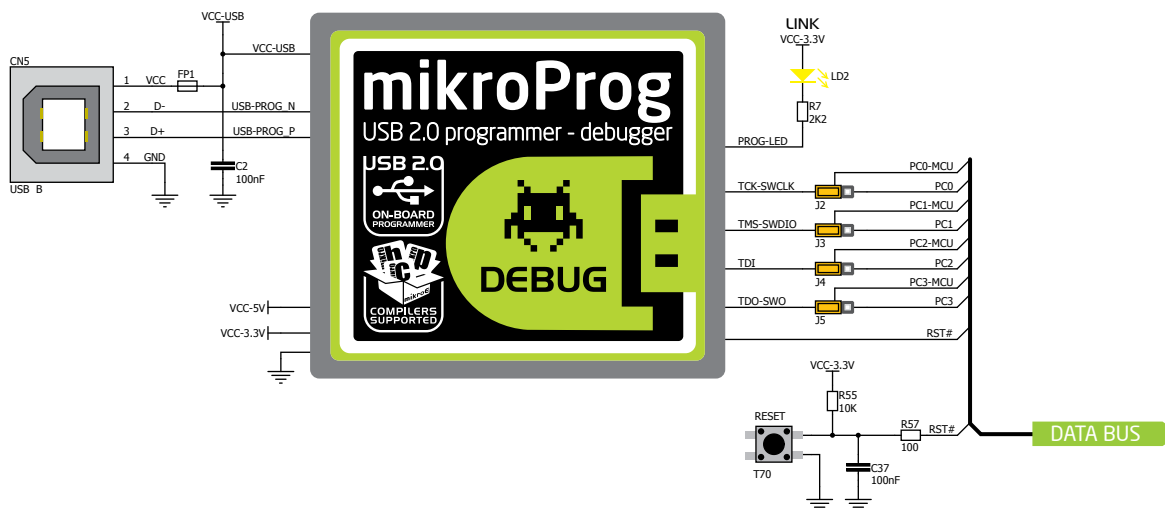 VCC-USB
CN5
1 VCC FP1
2 D- USB-PROG_N
3 D+ USB-PROG_P
4 GND
USB B
C2
100nF
VCC-USB
VCC-5V
VCC-3.3V
mikroProg
USB 2.0 programmer - debugger
USB 2.0
ON-BOARD
PROGRAMMER
h
c
p
mikroE
COMPILERS
SUPPORTED
DEBUG
LINK
VCC-3.3V
LD2
R7
2K2
PROG-LED
PC0-MCU
TCK-SWCLK PC0
J2
PC1-MCU
TMS-SWDIO PC1
J3
PC2-MCU
TDI PC2
J4
PC3-MCU
TDO-SWO PC3
J5
RST#
VCC-3.3V
R55
10K
RESET
R57
RST#
100
T70
C37
100nF
DATA BUS